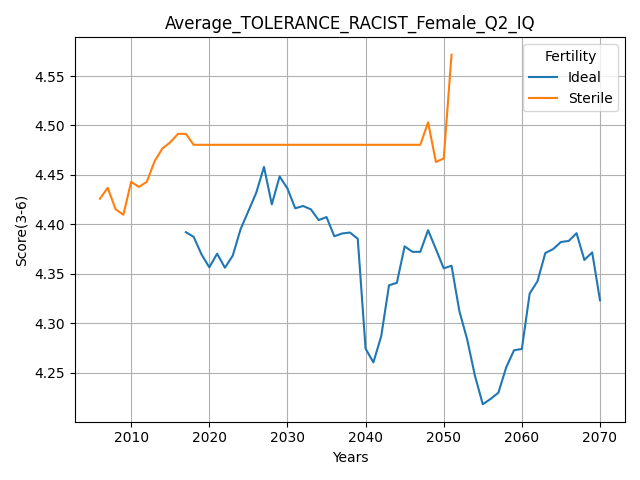 Average_TOLERANCE_RACIST_Female_Q2_IQ
Fertility
Ideal
Sterile
Score(3-6)
4.55
4.50
4.45
4.40
4.35
4.30
4.25
2010 2020 2030 2040 2050 2060 2070
Years